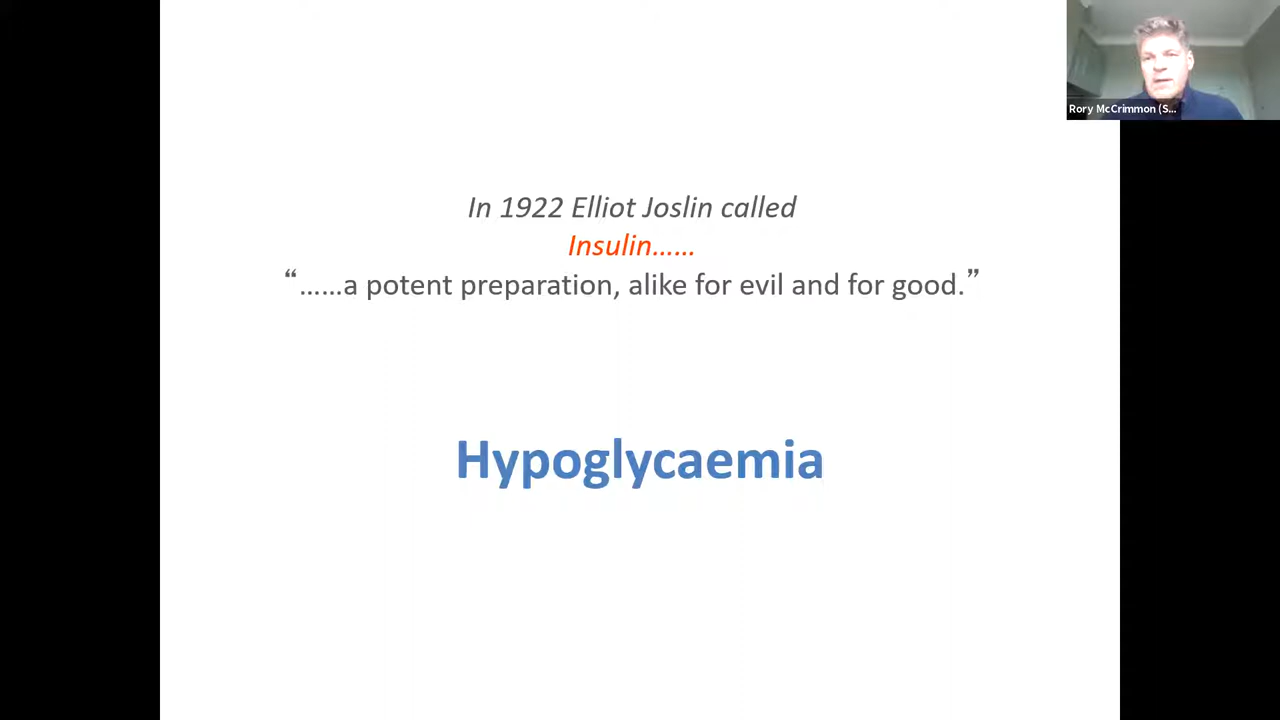 Rory McCrimmon (S...
In 1922 Elliot Joslin called
Insulin……
“……a potent preparation, alike for evil and for good.”
Hypoglycaemia